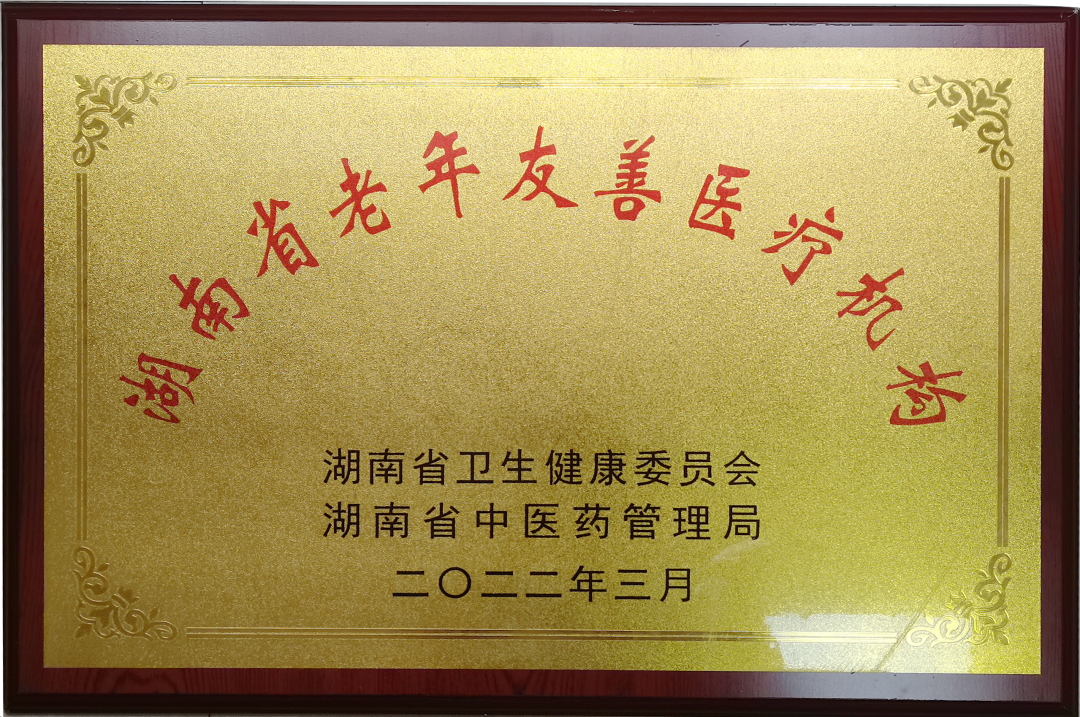 湖南省老年友善医疗机构
湖南省卫生健康委员会
湖南省中医药管理局
二〇二二年三月